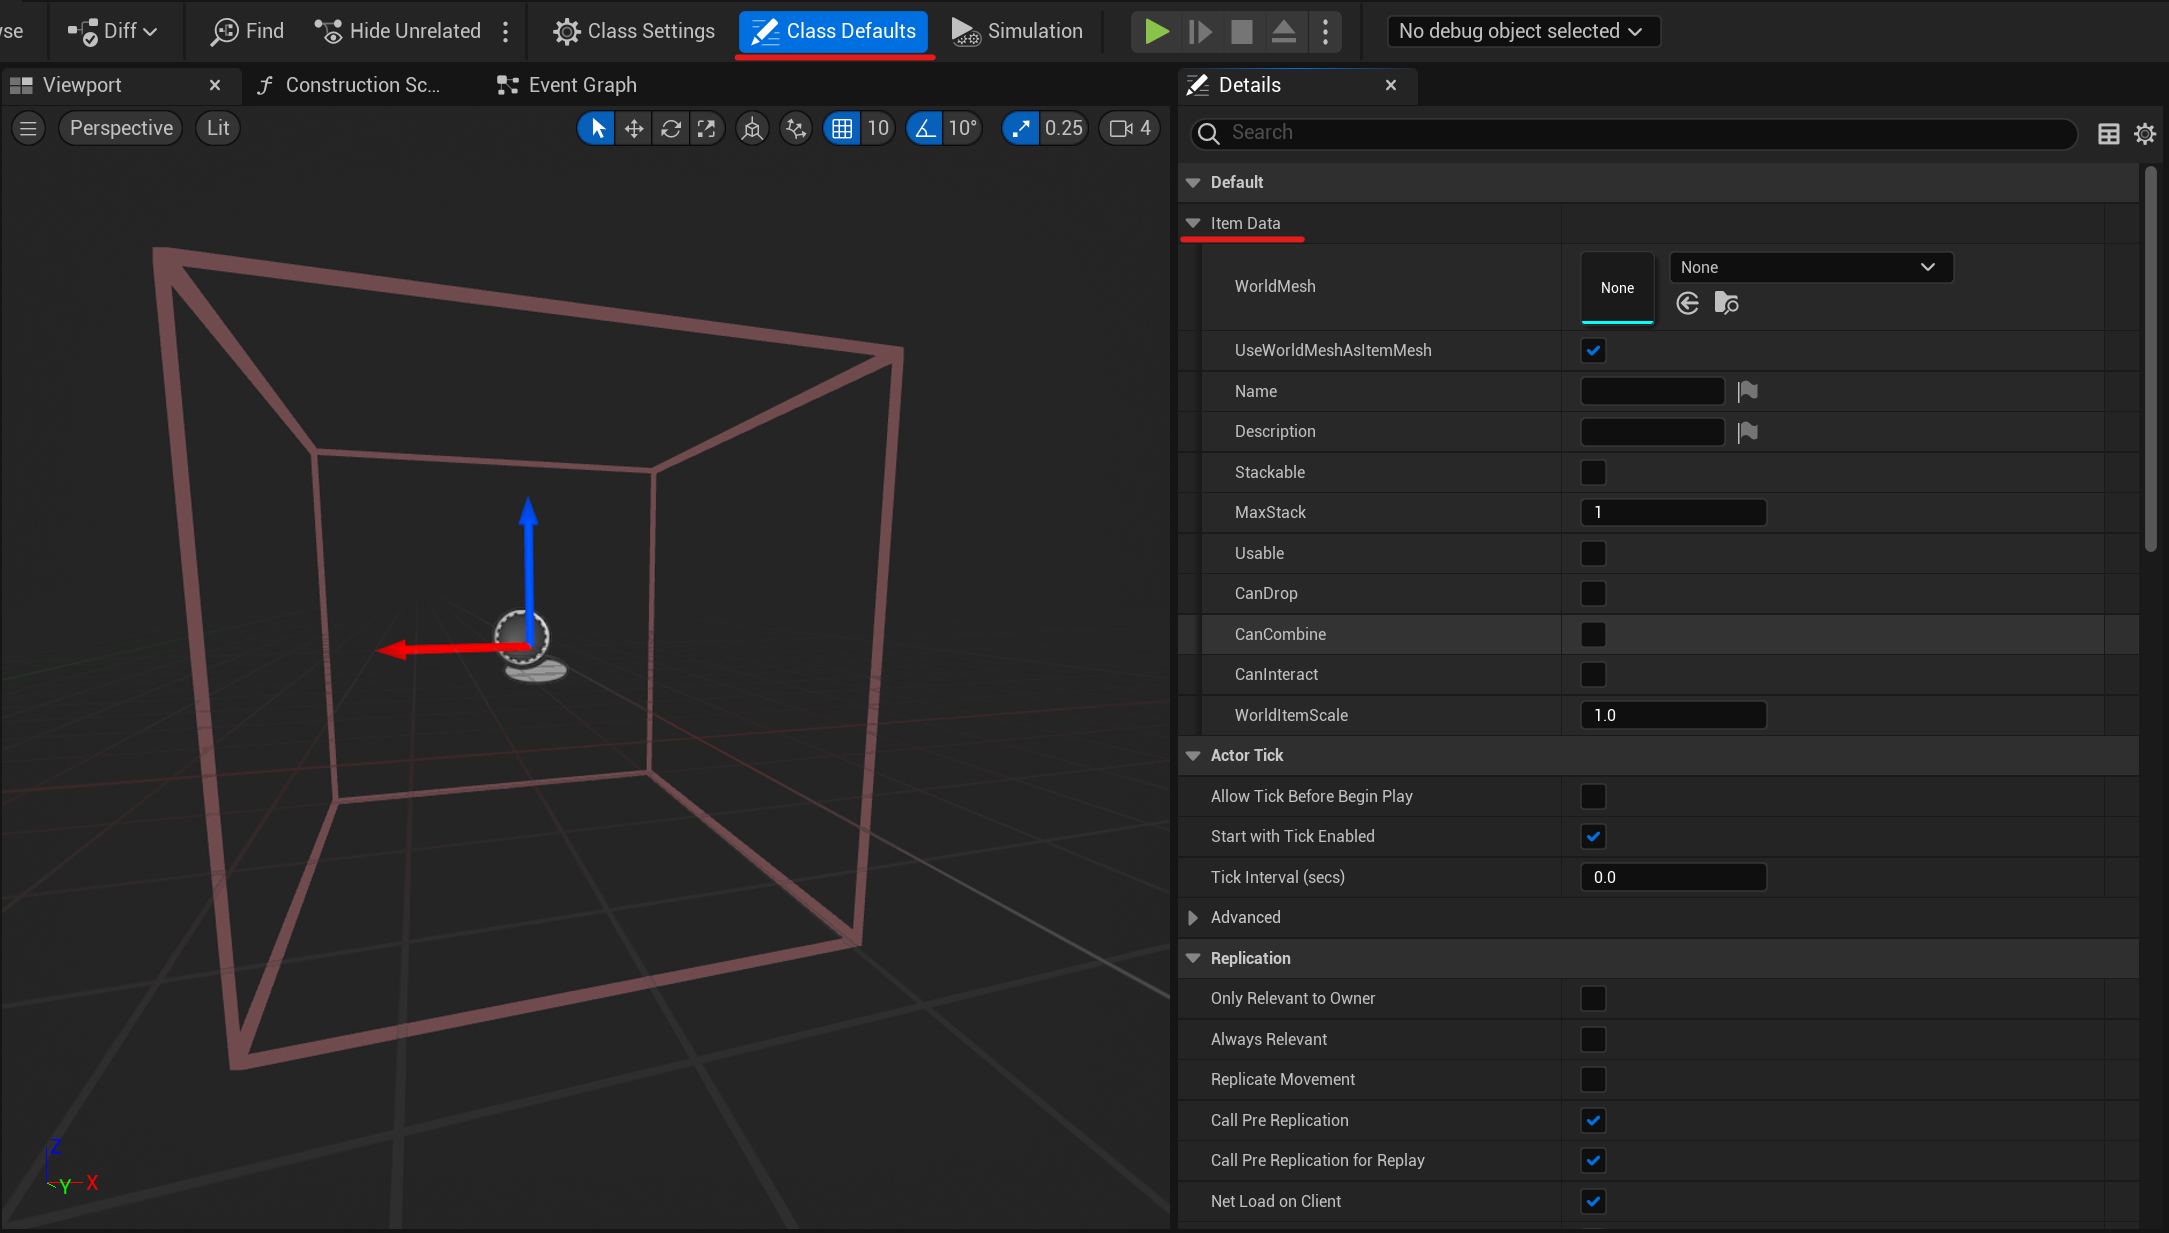 se
Diff
Find
Hide Unrelated
Class Settings
Class Defaults
Simulation
No debug object selected
Viewport
Construction Sc...
Event Graph
Details
Perspective
Lit
10
10°
0.25
4
Search
Default
Item Data
WorldMesh
None
None
UseWorldMeshAsItemMesh
Name
Description
Stackable
MaxStack
1
Usable
CanDrop
CanCombine
CanInteract
WorldItemScale
1.0
Actor Tick
Allow Tick Before Begin Play
Start with Tick Enabled
Tick Interval (secs)
0.0
Advanced
Replication
Only Relevant to Owner
Always Relevant
Replicate Movement
Call Pre Replication
Call Pre Replication for Replay
Net Load on Client
Z
Y
X